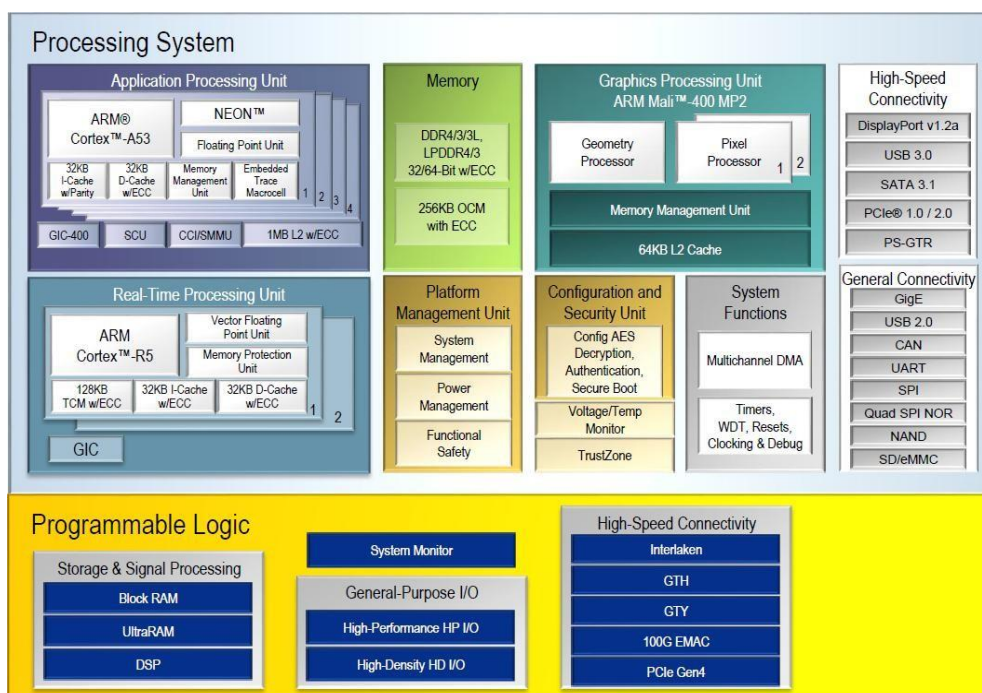 Processing System
Application Processing Unit
ARM®
Cortex™-A53
NEON™
Floating Point Unit
32KB
I-Cache
w/Parity
32KB
D-Cache
w/ECC
Memory
Management
Unit
Embedded
Trace
Macrocell
1
2
3
4
GIC-400
SCU
CCI/SMMU
1MB L2 w/ECC
Memory
DDR4/3/3L,
LPDDR4/3
32/64-Bit w/ECC
256KB OCM
with ECC
Graphics Processing Unit
ARM Mali™-400 MP2
Geometry
Processor
Pixel
Processor
1
2
Memory Management Unit
64KB L2 Cache
High-Speed
Connectivity
DisplayPort v1.2a
USB 3.0
SATA 3.1
PCIe® 1.0 / 2.0
PS-GTR
Real-Time Processing Unit
ARM
Cortex™-R5
Vector Floating
Point Unit
Memory Protection
Unit
128KB
TCM w/ECC
32KB I-Cache
w/ECC
32KB D-Cache
w/ECC
1
2
GIC
Platform
Management Unit
System
Management
Power
Management
Functional
Safety
Configuration and
Security Unit
Config AES
Decryption,
Authentication,
Secure Boot
Voltage/Temp
Monitor
TrustZone
System
Functions
Multichannel DMA
Timers,
WDT, Resets,
Clocking & Debug
General Connectivity
GigE
USB 2.0
CAN
UART
SPI
Quad SPI NOR
NAND
SD/eMMC
Programmable Logic
Storage & Signal Processing
Block RAM
UltraRAM
DSP
System Monitor
General-Purpose I/O
High-Performance HP I/O
High-Density HD I/O
High-Speed Connectivity
Interlaken
GTH
GTY
100G EMAC
PCIe Gen4